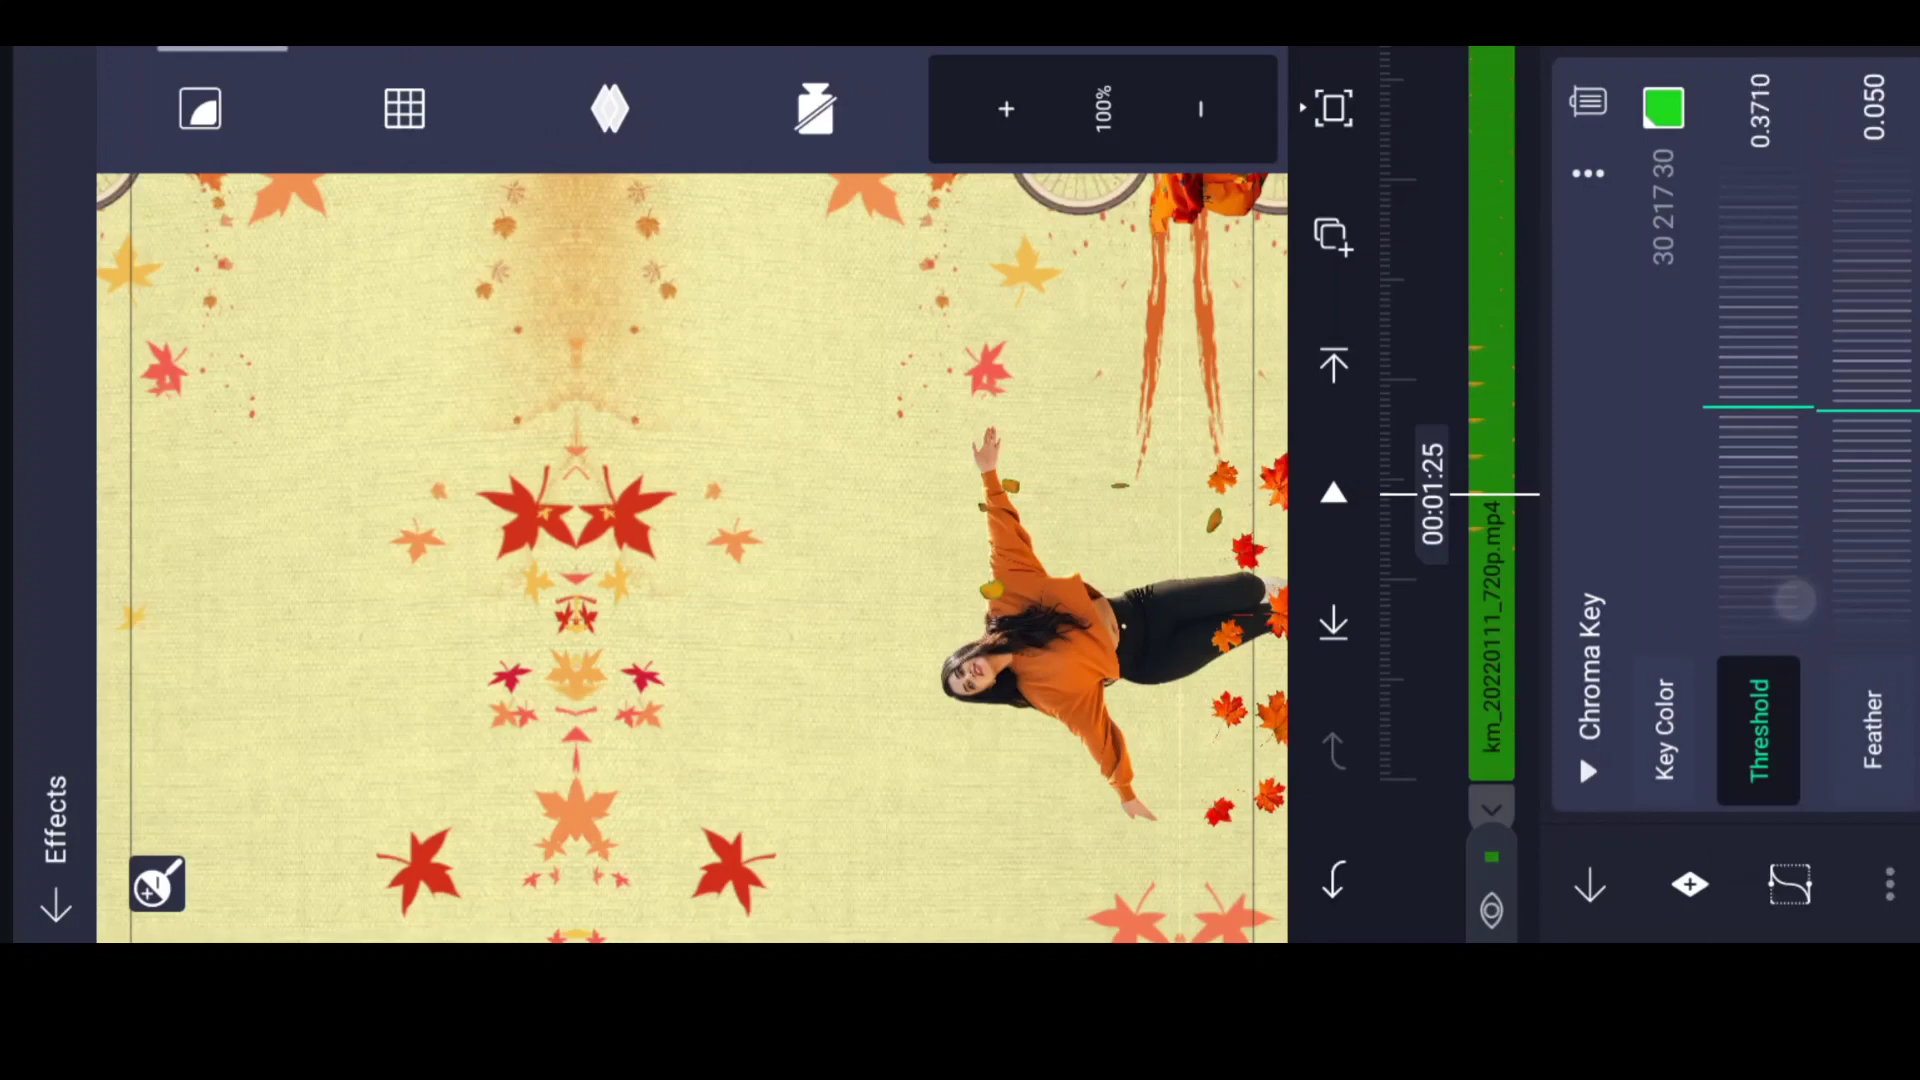 Effects
+
100%
−
00:01:25
km_20220111_720p.mp4
Chroma Key
Key Color
30 217 30
Threshold
0.3710
Feather
0.050